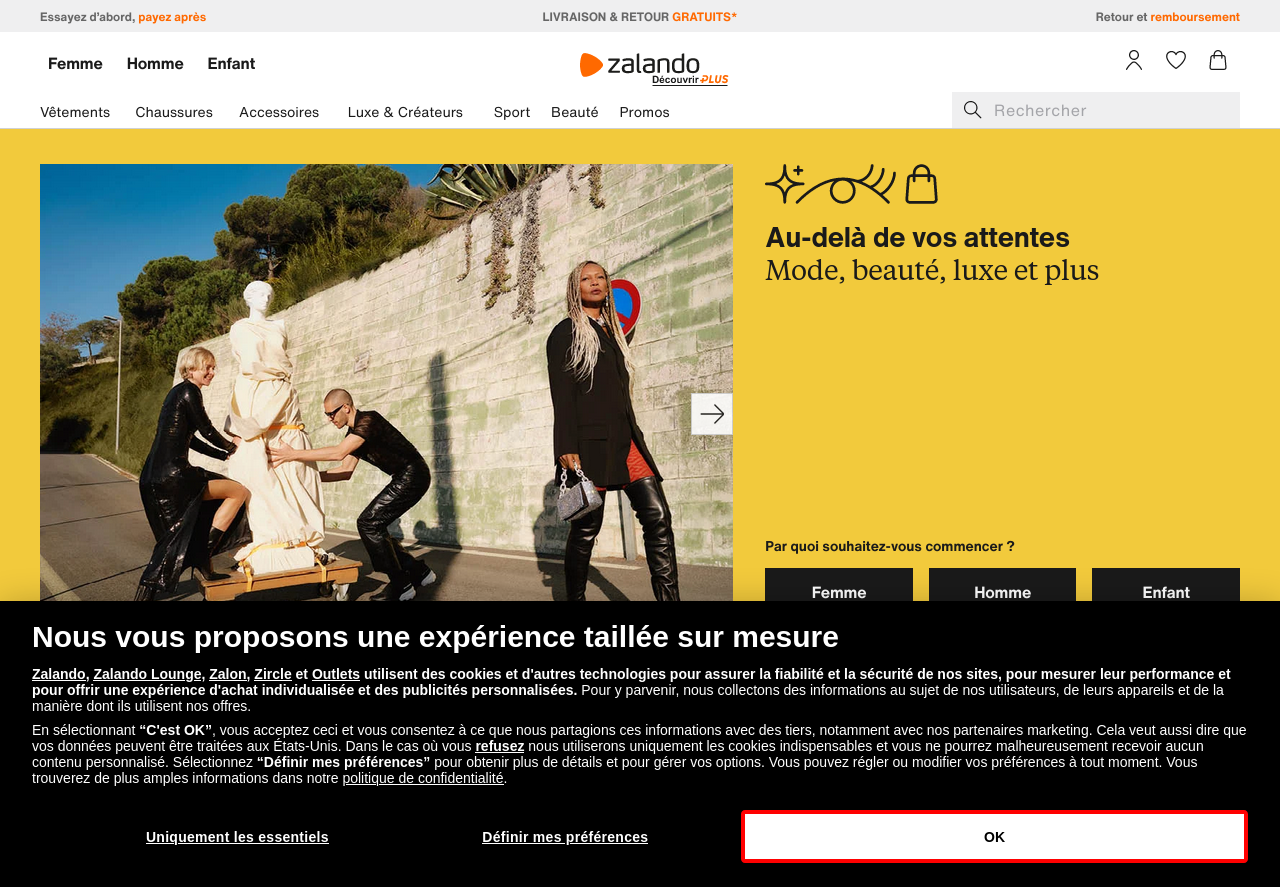 Essayez d'abord, payez après
LIVRAISON & RETOUR GRATUITS*
Retour et remboursement
Femme Homme Enfant
zalando
Découvrir PLUS
Vêtements Chaussures Accessoires Luxe & Créateurs Sport Beauté Promos
Rechercher
Au-delà de vos attentes
Mode, beauté, luxe et plus
Par quoi souhaitez-vous commencer ?
Femme Homme Enfant
Nous vous proposons une expérience taillée sur mesure
Zalando, Zalando Lounge, Zalon, Zircle et Outlets utilisent des cookies et d'autres technologies pour assurer la fiabilité et la sécurité de nos sites, pour mesurer leur performance et
pour offrir une expérience d'achat individualisée et des publicités personnalisées. Pour y parvenir, nous collectons des informations au sujet de nos utilisateurs, de leurs appareils et de la
manière dont ils utilisent nos offres.
En sélectionnant “C'est OK”, vous acceptez ceci et vous consentez à ce que nous partagions ces informations avec des tiers, notamment avec nos partenaires marketing. Cela veut aussi dire que
vos données peuvent être traitées aux États-Unis. Dans le cas où vous refusez nous utiliserons uniquement les cookies indispensables et vous ne pourrez malheureusement recevoir aucun
contenu personnalisé. Sélectionnez “Définir mes préférences” pour obtenir plus de détails et pour gérer vos options. Vous pouvez régler ou modifier vos préférences à tout moment. Vous
trouverez de plus amples informations dans notre politique de confidentialité.
Uniquement les essentiels
Définir mes préférences
OK